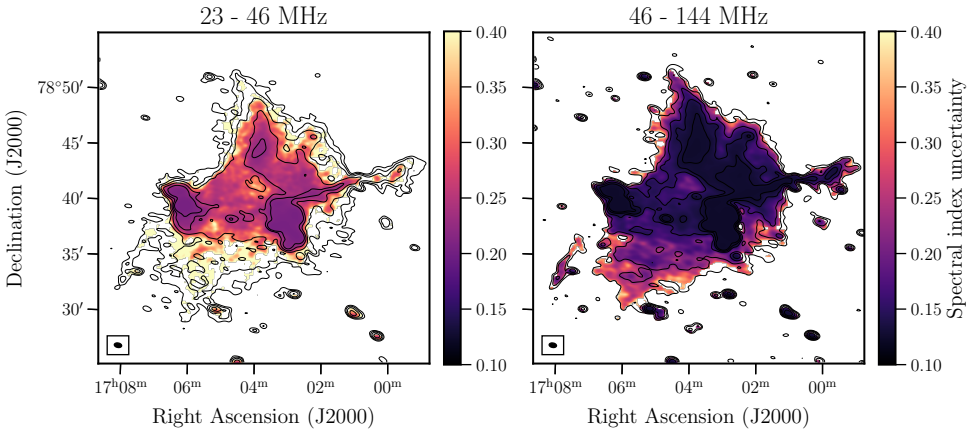 23 - 46 MHz
46 - 144 MHz
Declination (J2000)
78°50′
45′
40′
35′
30′
17ʰ08ᵐ
06ᵐ
04ᵐ
02ᵐ
00ᵐ
Right Ascension (J2000)
0.40
0.35
0.30
0.25
0.20
0.15
0.10
17ʰ08ᵐ
06ᵐ
04ᵐ
02ᵐ
00ᵐ
Right Ascension (J2000)
0.40
0.35
0.30
0.25
0.20
0.15
0.10
Spectral index uncertainty